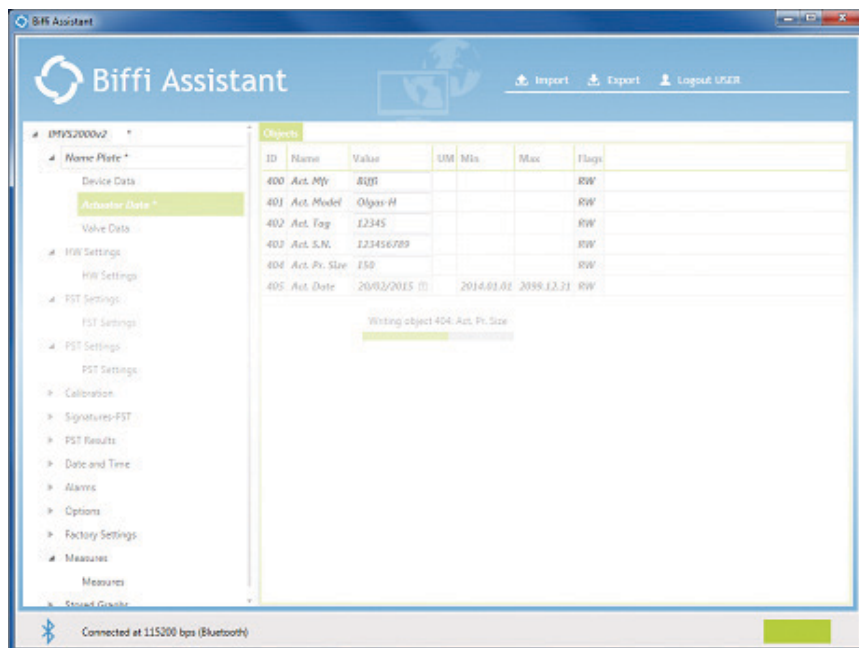 Biffi Assistant
Biffi Assistant
Import Export Logout USER
IMVS2000v2 *
Name Plate *
Device Data
Actuator Data *
Valve Data
HW Settings
HW Settings
FST Settings
FST Settings
PST Settings
PST Settings
Calibration
Signatures-FST
PST Results
Date and Time
Alarms
Options
Factory Settings
Measures
Measures
Stored Graphs
Objects
ID Name Value UM Min Max Flags
400 Act. Mfr Biffi RW
401 Act. Model Olgas-H RW
402 Act. Tag 12345 RW
403 Act. S.N. 123456789 RW
404 Act. Pr. Size 150 RW
405 Act. Date 20/02/2015 2014.01.01 2099.12.31 RW
Writing object 404: Act. Pr. Size
Connected at 115200 bps (Bluetooth)